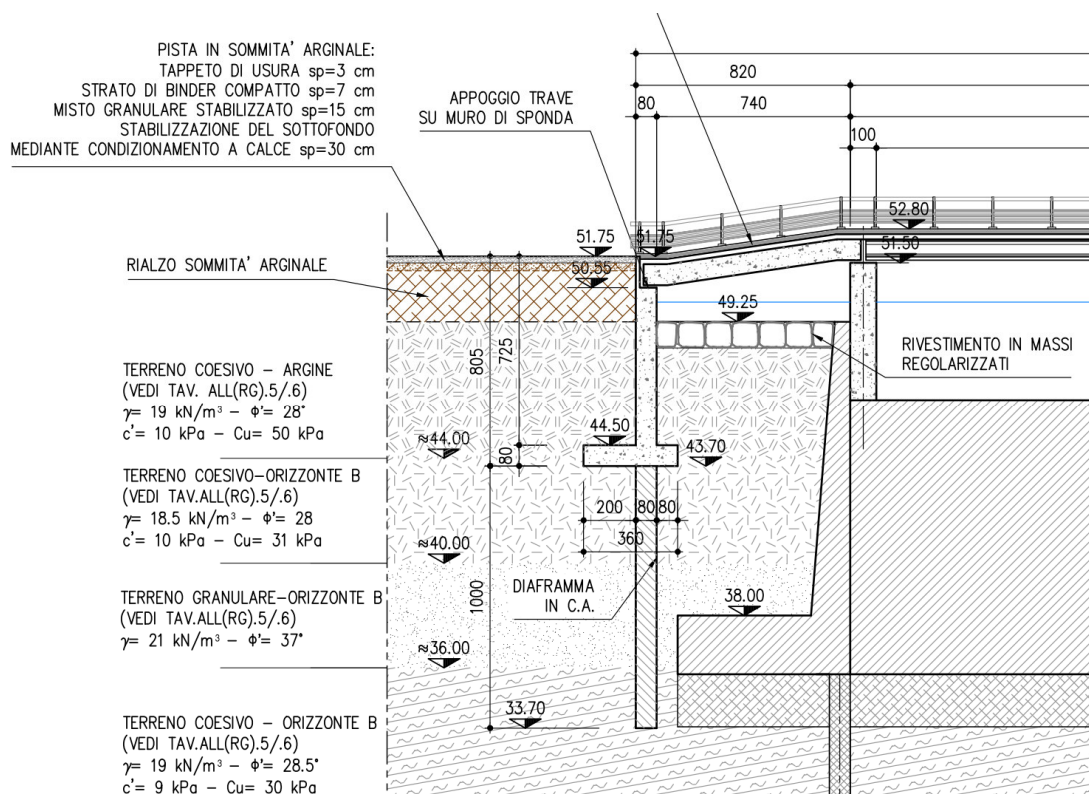 PISTA IN SOMMITA' ARGINALE:
TAPPETO DI USURA sp=3 cm
STRATO DI BINDER COMPATTO sp=7 cm
MISTO GRANULARE STABILIZZATO sp=15 cm
STABILIZZAZIONE DEL SOTTOFONDO
MEDIANTE CONDIZIONAMENTO A CALCE sp=30 cm
APPOGGIO TRAVE
SU MURO DI SPONDA
820
80
740
100
RIALZO SOMMITA' ARGINALE
51.75
51.75
52.80
51.50
50.55
49.25
RIVESTIMENTO IN MASSI
REGOLARIZZATI
805
725
80
TERRENO COESIVO - ARGINE
(VEDI TAV. ALL(RG).5/.6)
γ= 19 kN/m³ - Φ'= 28°
c'= 10 kPa - Cu= 50 kPa
≈44.00
44.50
43.70
TERRENO COESIVO-ORIZZONTE B
(VEDI TAV.ALL(RG).5/.6)
γ= 18.5 kN/m³ - Φ'= 28
c'= 10 kPa - Cu= 31 kPa
200
80
80
360
≈40.00
DIAFRAMMA
IN C.A.
1000
38.00
TERRENO GRANULARE-ORIZZONTE B
(VEDI TAV.ALL(RG).5/.6)
γ= 21 kN/m³ - Φ'= 37°
≈36.00
33.70
TERRENO COESIVO - ORIZZONTE B
(VEDI TAV.ALL(RG).5/.6)
γ= 19 kN/m³ - Φ'= 28.5°
c'= 9 kPa - Cu= 30 kPa